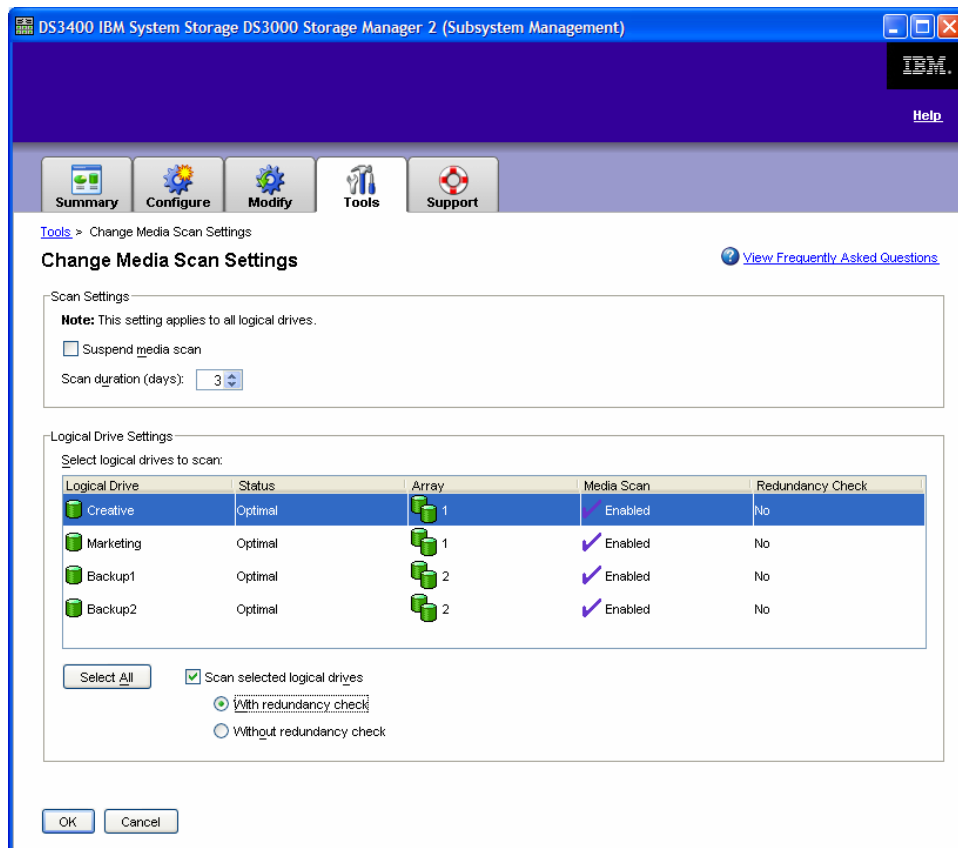 DS3400 IBM System Storage DS3000 Storage Manager 2 (Subsystem Management)
IBM.
Help
Summary Configure Modify Tools Support
Tools > Change Media Scan Settings
Change Media Scan Settings
View Frequently Asked Questions
Scan Settings
Note: This setting applies to all logical drives.
Suspend media scan
Scan duration (days): 3
Logical Drive Settings
Select logical drives to scan:
Logical Drive Status Array Media Scan Redundancy Check
Creative Optimal 1 Enabled No
Marketing Optimal 1 Enabled No
Backup1 Optimal 2 Enabled No
Backup2 Optimal 2 Enabled No
Select All Scan selected logical drives
With redundancy check
Without redundancy check
OK Cancel